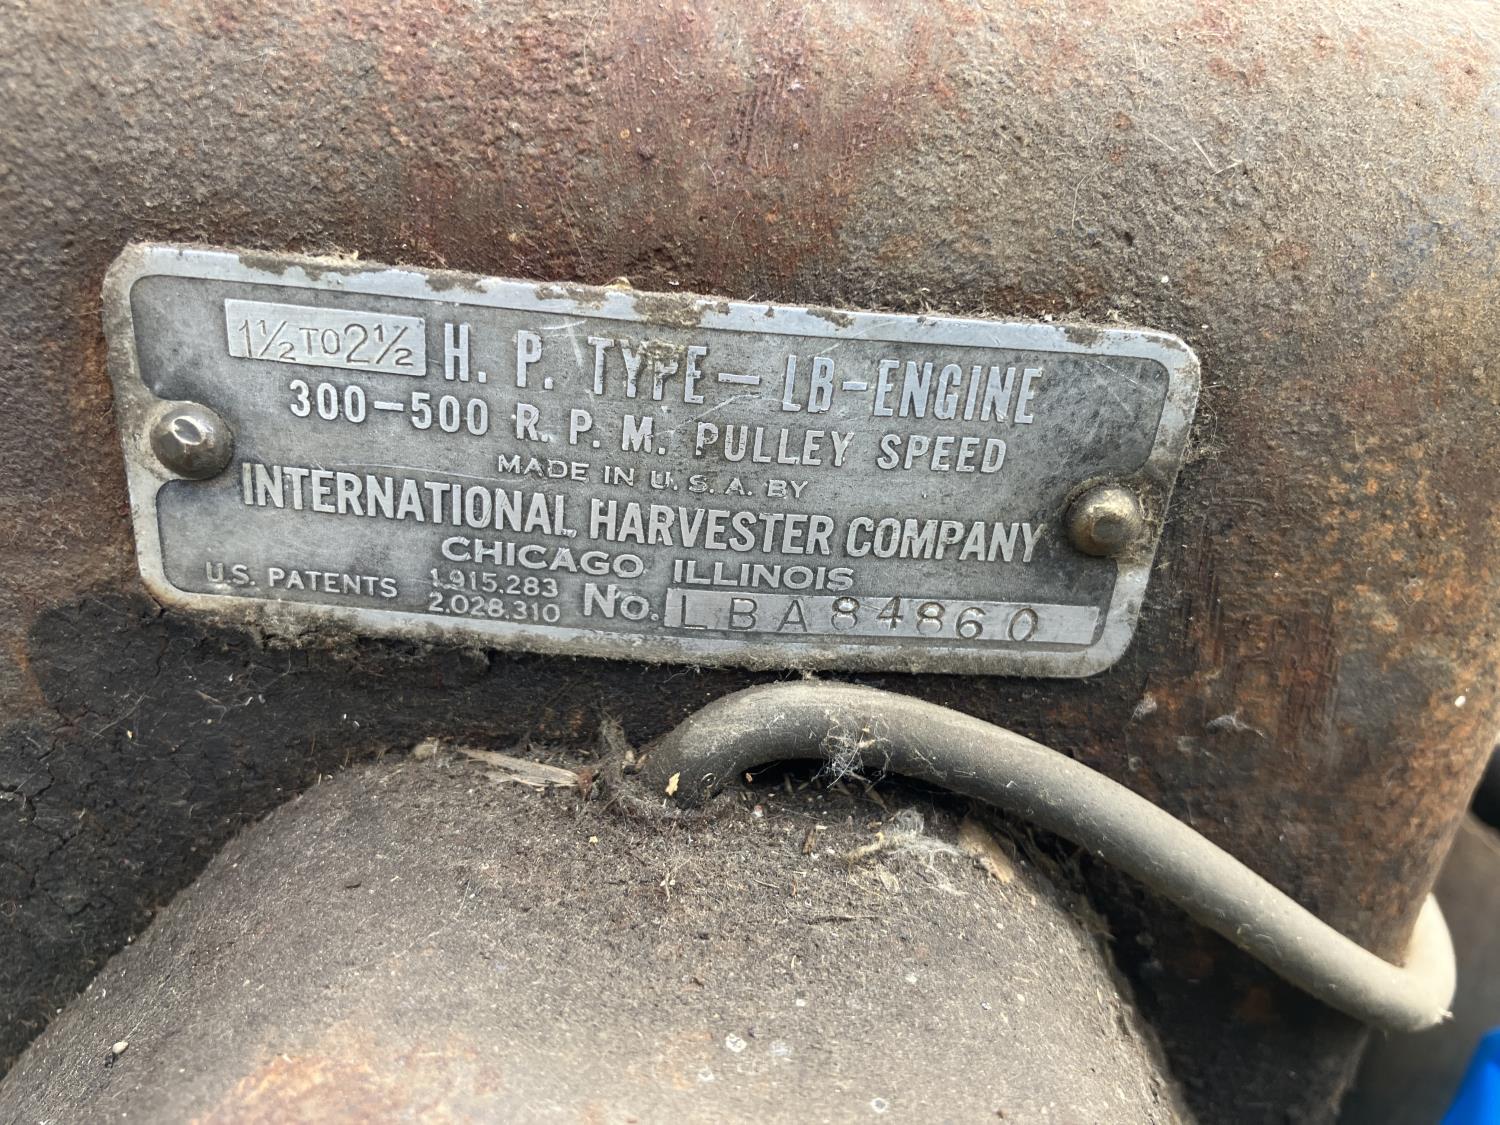 1½ TO 2½ H. P. TYPE — LB-ENGINE
300-500 R. P. M. PULLEY SPEED
MADE IN U. S. A. BY
INTERNATIONAL HARVESTER COMPANY
CHICAGO ILLINOIS
U.S. PATENTS 1,915,283
2,028,310
No. LBA84860